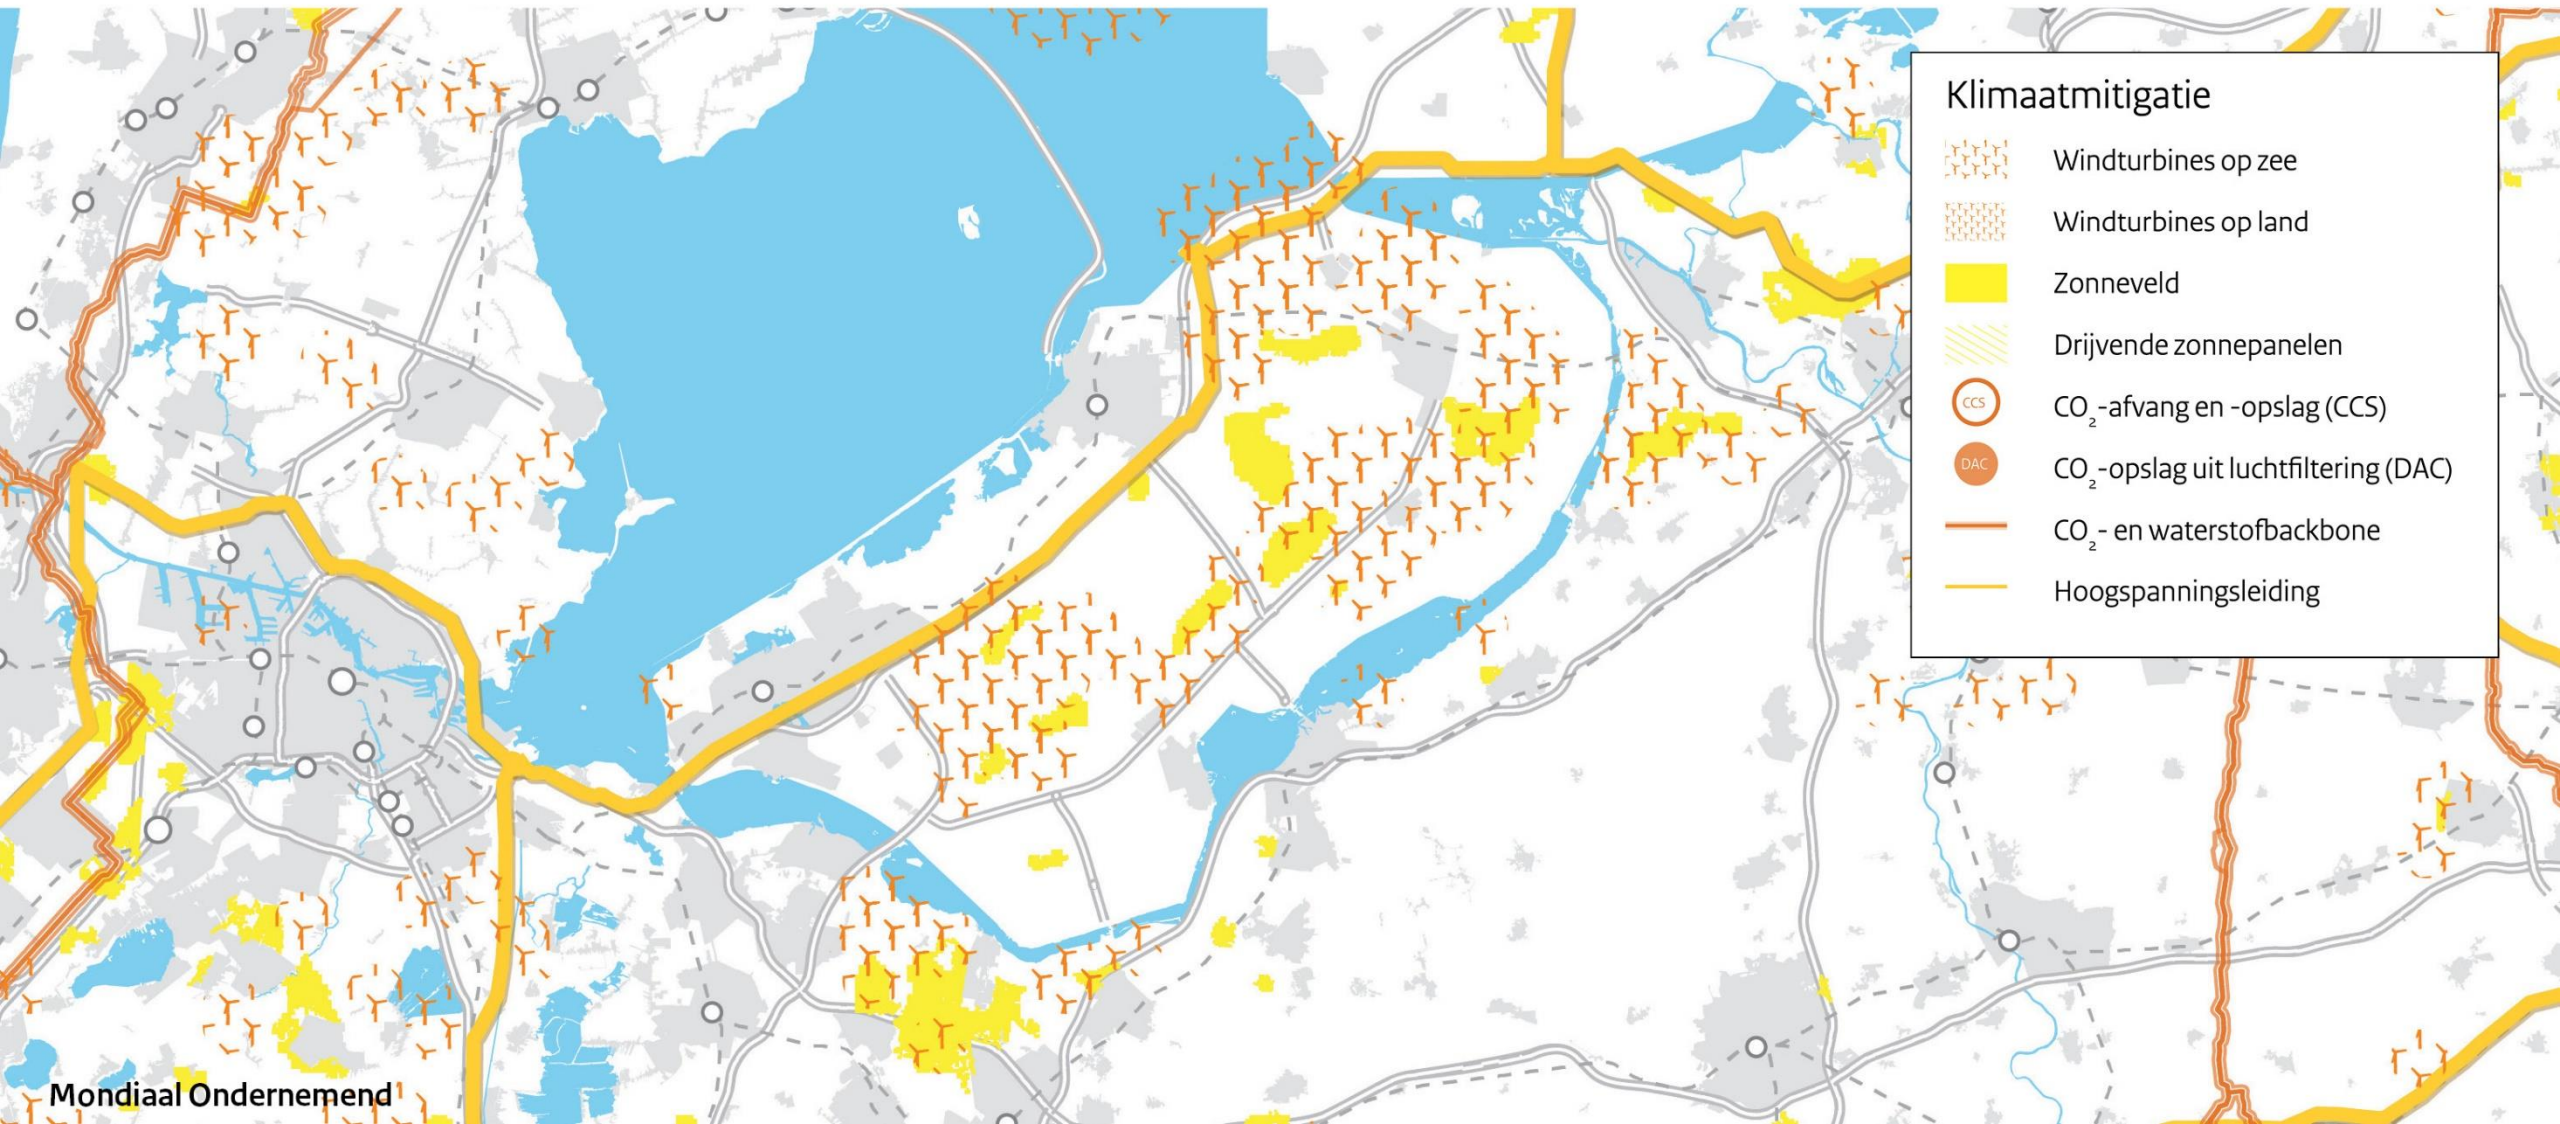 Klimaatmitigatie
Windturbines op zee
Windturbines op land
Zonneveld
Drijvende zonnepanelen
CCS CO₂-afvang en -opslag (CCS)
DAC CO₂-opslag uit luchtfiltering (DAC)
CO₂- en waterstofbackbone
Hoogspanningsleiding
Mondiaal Ondernemend